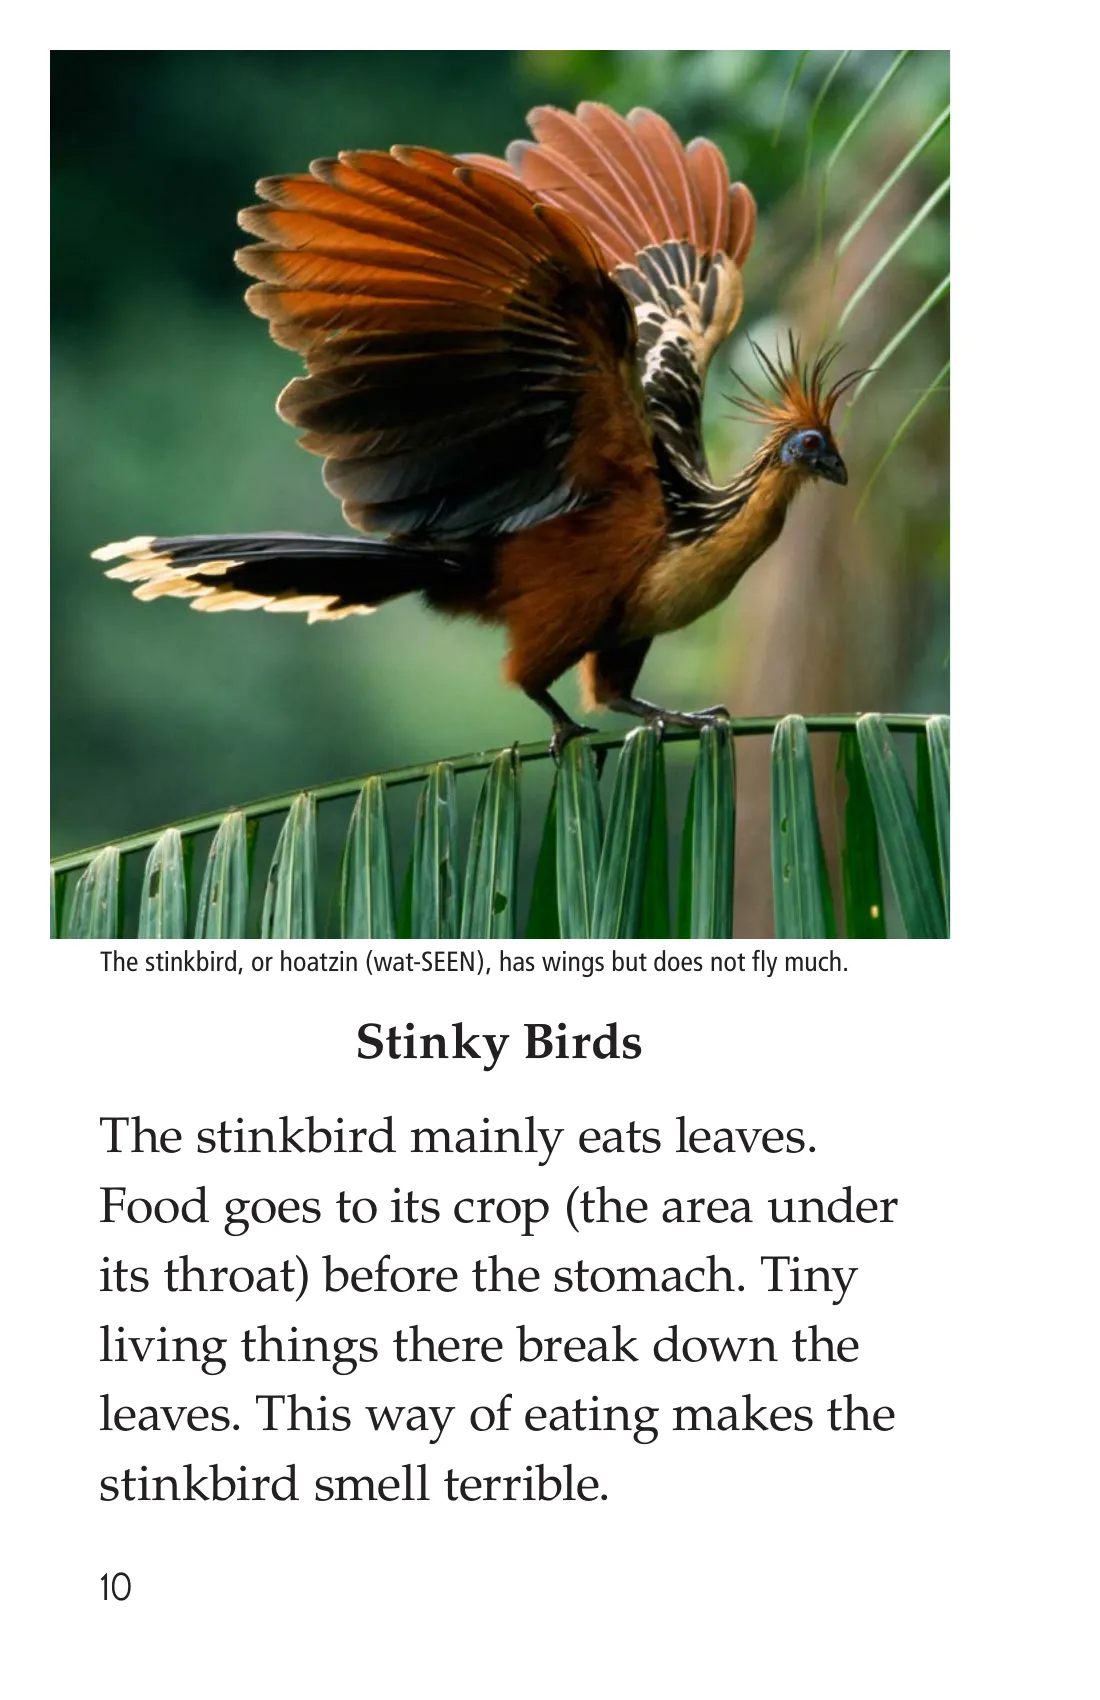 The stinkbird, or hoatzin (wat-SEEN), has wings but does not fly much.
Stinky Birds
The stinkbird mainly eats leaves.
Food goes to its crop (the area under
its throat) before the stomach. Tiny
living things there break down the
leaves. This way of eating makes the
stinkbird smell terrible.
10